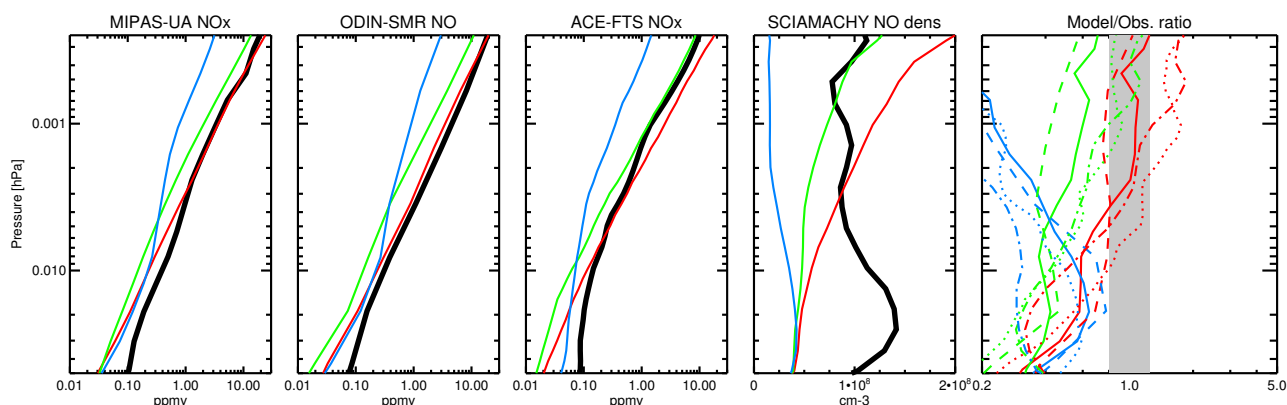 MIPAS-UA NOx
ODIN-SMR NO
ACE-FTS NOx
SCIAMACHY NO dens
Model/Obs. ratio
Pressure [hPa]
0.001
0.010
0.01 0.10 1.00 10.00
ppmv
0.01 0.10 1.00 10.00
ppmv
0.01 0.10 1.00 10.00
ppmv
0 1•10⁸ 2•10⁸
cm-3
0.2 1.0 5.0